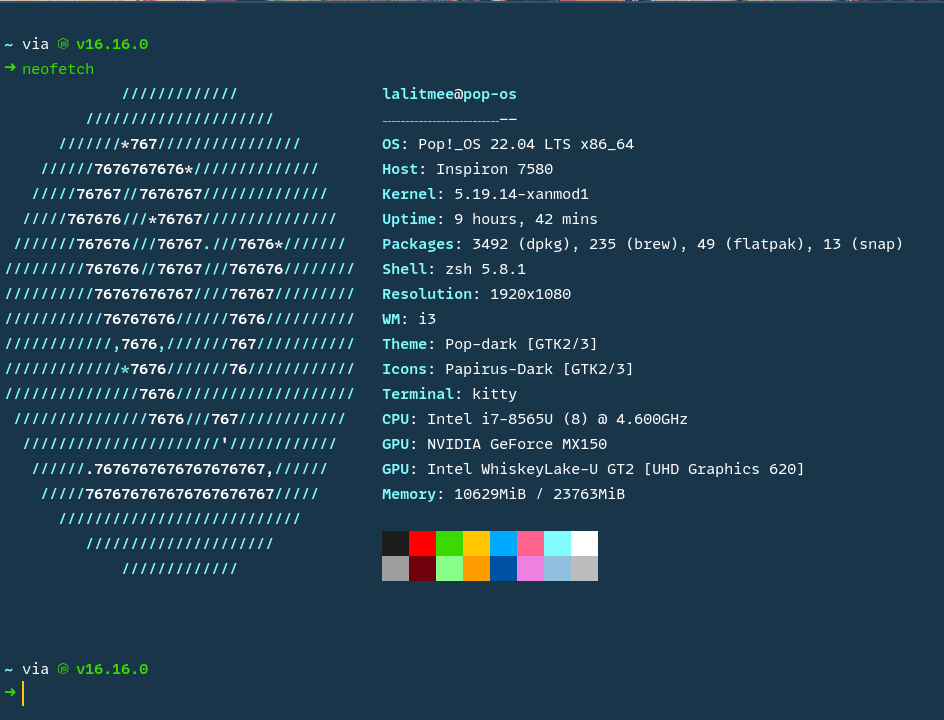 ~ via v16.16.0
➜ neofetch
             /////////////                lalitmee@pop-os
         /////////////////////            ---------------
      ///////*767////////////////         OS: Pop!_OS 22.04 LTS x86_64
    //////7676767676*//////////////       Host: Inspiron 7580
   /////76767//7676767//////////////      Kernel: 5.19.14-xanmod1
  /////767676///*76767///////////////     Uptime: 9 hours, 42 mins
 ///////767676///76767.///7676*///////    Packages: 3492 (dpkg), 235 (brew), 49 (flatpak), 13 (snap)
/////////767676//76767///767676////////   Shell: zsh 5.8.1
//////////76767676767////76767/////////   Resolution: 1920x1080
///////////76767676//////7676//////////   WM: i3
////////////,7676,///////767///////////   Theme: Pop-dark [GTK2/3]
/////////////*7676///////76////////////   Icons: Papirus-Dark [GTK2/3]
///////////////7676////////////////////   Terminal: kitty
 ///////////////7676///767////////////    CPU: Intel i7-8565U (8) @ 4.600GHz
  //////////////////////'////////////     GPU: NVIDIA GeForce MX150
   //////.7676767676767676767,//////      GPU: Intel WhiskeyLake-U GT2 [UHD Graphics 620]
    /////767676767676767676767/////       Memory: 10629MiB / 23763MiB
      ///////////////////////////
         /////////////////////
             /////////////
~ via v16.16.0
➜